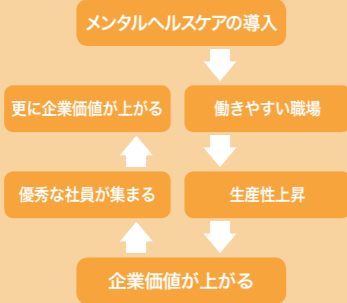 メンタルヘルスケアの導入
更に企業価値が上がる
働きやすい職場
優秀な社員が集まる
生産性上昇
企業価値が上がる